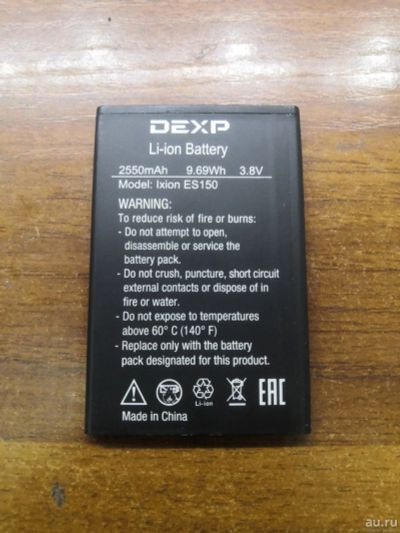 DEXP
Li-ion Battery
2550mAh 9.69Wh 3.8V
Model: Ixion ES150
WARNING:
To reduce risk of fire or burns:
- Do not attempt to open,
disassemble or service the
battery pack.
- Do not crush, puncture, short circuit
external contacts or dispose of in
fire or water.
- Do not expose to temperatures
above 60° C (140° F)
- Replace only with the battery
pack designated for this product.
Li-ion
EAC
Made in China
au.ru